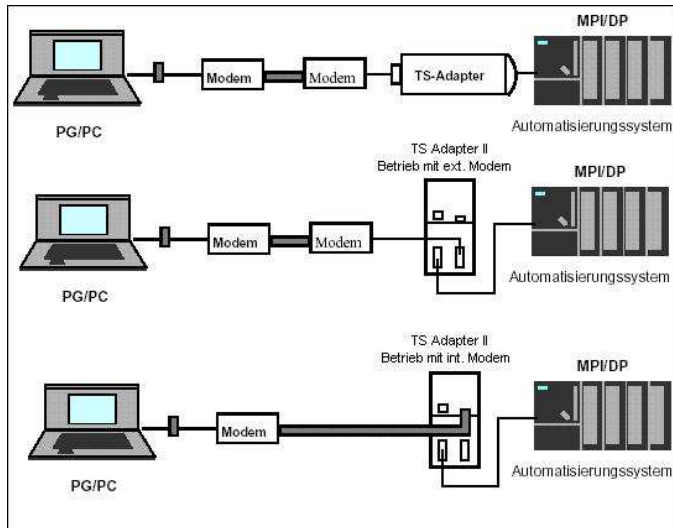 MPI/DP
Modem
Modem
TS-Adapter
PG/PC
Automatisierungssystem
TS Adapter II
Betrieb mit ext. Modem
MPI/DP
Modem
Modem
PG/PC
Automatisierungssystem
TS Adapter II
Betrieb mit int. Modem
MPI/DP
Modem
PG/PC
Automatisierungssystem